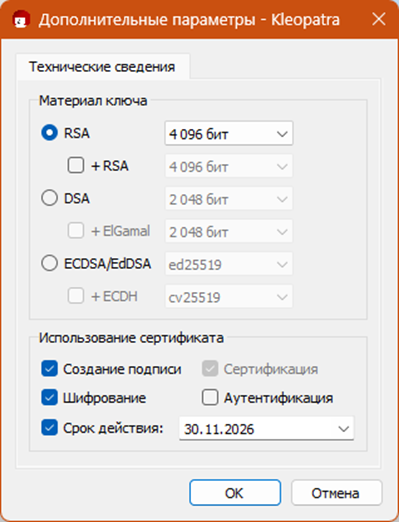 Дополнительные параметры - Kleopatra
Технические сведения
Материал ключа
RSA 4 096 бит
+ RSA 4 096 бит
DSA 2 048 бит
+ ElGamal 2 048 бит
ECDSA/EdDSA ed25519
+ ECDH cv25519
Использование сертификата
Создание подписи Сертификация
Шифрование Аутентификация
Срок действия: 30.11.2026
OK Отмена